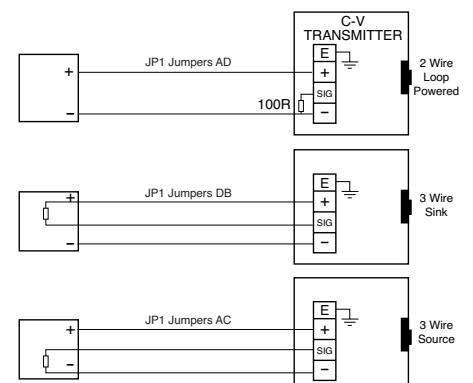 C-V
TRANSMITTER
E
+
JP1 Jumpers AD
+
SIG
100R
−
−
2 Wire
Loop
Powered
E
+
JP1 Jumpers DB
+
SIG
−
−
3 Wire
Sink
E
+
JP1 Jumpers AC
+
SIG
−
−
3 Wire
Source